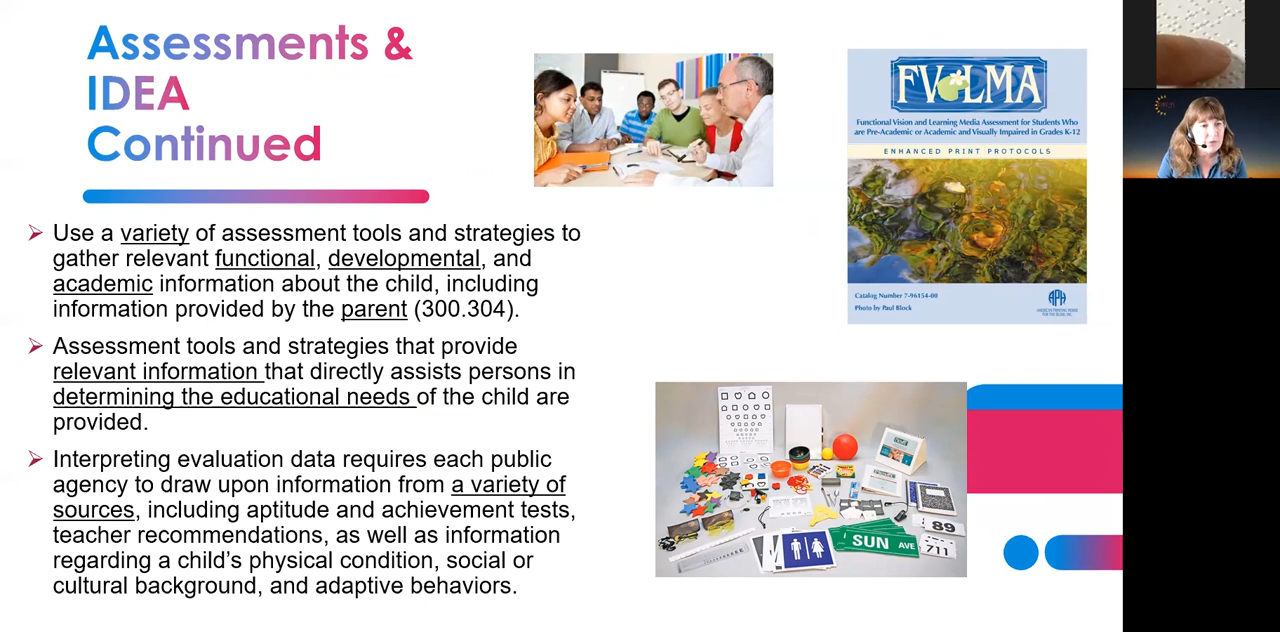 Assessments &
IDEA
Continued
Use a variety of assessment tools and strategies to
gather relevant functional, developmental, and
academic information about the child, including
information provided by the parent (300.304).
Assessment tools and strategies that provide
relevant information that directly assists persons in
determining the educational needs of the child are
provided.
Interpreting evaluation data requires each public
agency to draw upon information from a variety of
sources, including aptitude and achievement tests,
teacher recommendations, as well as information
regarding a child’s physical condition, social or
cultural background, and adaptive behaviors.
FVLMA
Functional Vision and Learning Media Assessment for Students Who
are Pre-Academic or Academic and Visually Impaired in Grades K-12
ENHANCED PRINT PROTOCOLS
Catalog Number 7-96154-00
Photo by Paul Block
APH
AMERICAN PRINTING HOUSE
FOR THE BLIND, INC.
SUN AVE
89
711